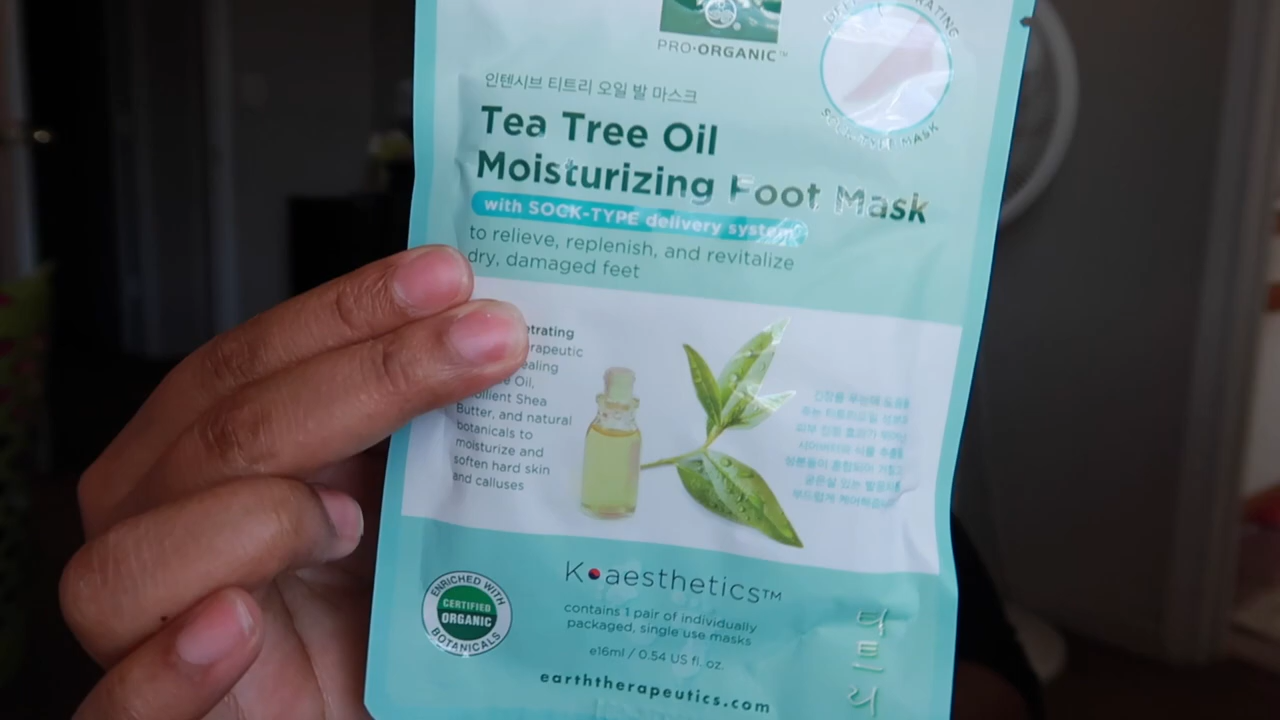 PRO•ORGANIC™
DEEP
RATING
SOCK-TYPE MASK
인텐시브 티트리 오일 발 마스크
Tea Tree Oil
Moisturizing Foot Mask
with SOCK-TYPE delivery system
to relieve, replenish, and revitalize
dry, damaged feet
etrating
rapeutic
ealing
e Oil,
ollient Shea
Butter, and natural
botanicals to
moisturize and
soften hard skin
and calluses
K•aesthetics™
ENRICHED WITH
CERTIFIED
ORGANIC
BOTANICALS
contains 1 pair of individually
packaged, single use masks
e16ml / 0.54 US fl. oz.
earththerapeutics.com